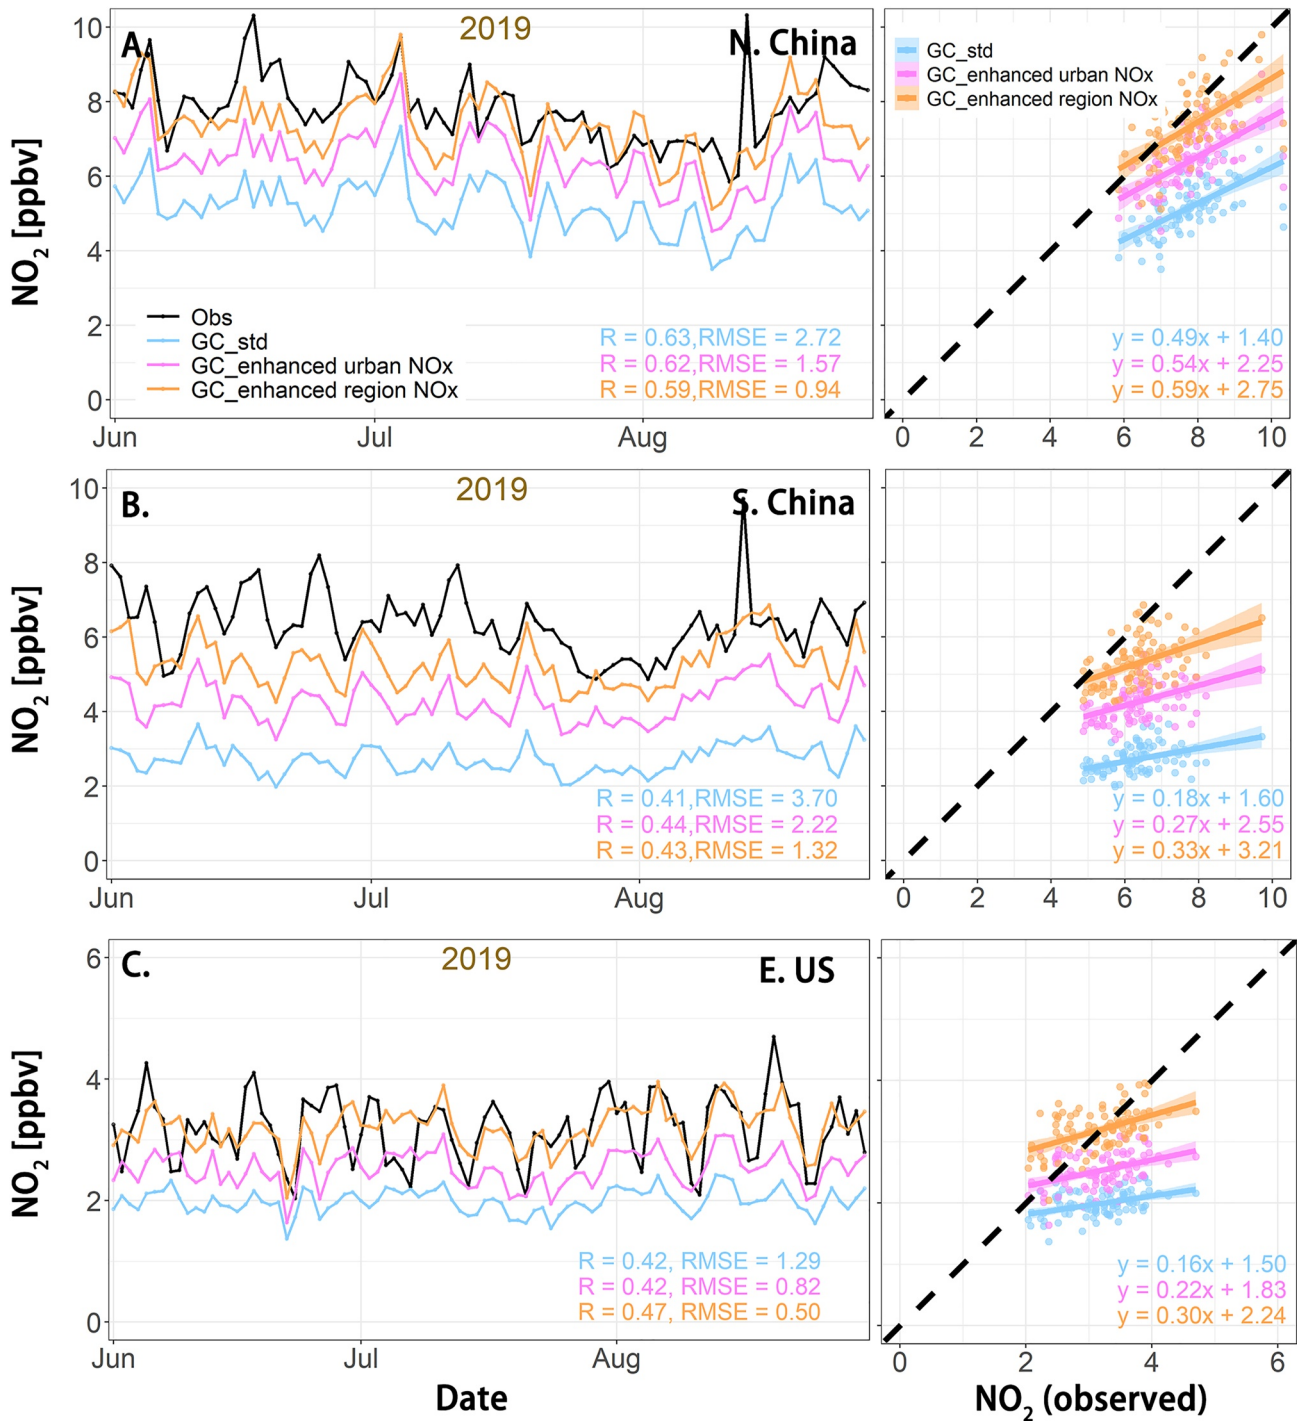 A.
2019
N. China
NO2 [ppbv]
10
8
6
4
2
0
Obs
GC_std
GC_enhanced urban NOx
GC_enhanced region NOx
R = 0.63,RMSE = 2.72
R = 0.62,RMSE = 1.57
R = 0.59,RMSE = 0.94
Jun Jul Aug
GC_std
GC_enhanced urban NOx
GC_enhanced region NOx
y = 0.49x + 1.40
y = 0.54x + 2.25
y = 0.59x + 2.75
0 2 4 6 8 10
B.
2019
S. China
NO2 [ppbv]
10
8
6
4
2
0
R = 0.41,RMSE = 3.70
R = 0.44,RMSE = 2.22
R = 0.43,RMSE = 1.32
Jun Jul Aug
y = 0.18x + 1.60
y = 0.27x + 2.55
y = 0.33x + 3.21
0 2 4 6 8 10
C.
2019
E. US
NO2 [ppbv]
6
4
2
0
R = 0.42, RMSE = 1.29
R = 0.42, RMSE = 0.82
R = 0.47, RMSE = 0.50
Jun Jul Aug
Date
y = 0.16x + 1.50
y = 0.22x + 1.83
y = 0.30x + 2.24
0 2 4 6
NO2 (observed)